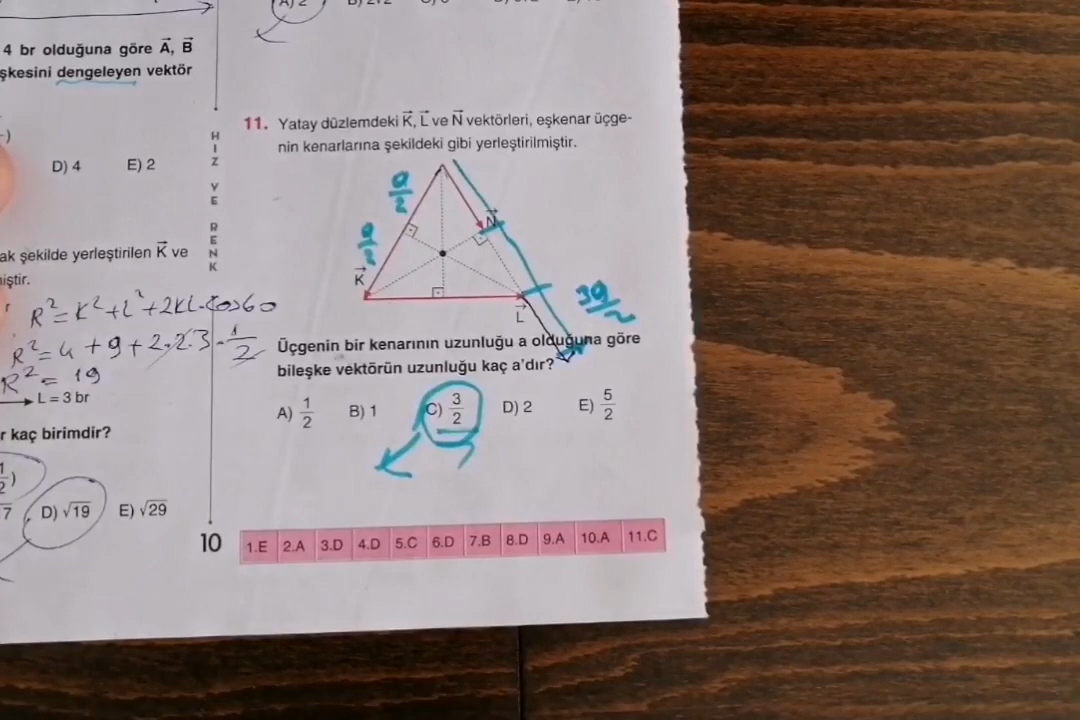 4 br olduğuna göre A, B
şkesini dengeleyen vektör
D) 4 E) 2
ak şekilde yerleştirilen K ve
R² = K² + L² + 2KL.cos60
R² = 4 + 9 + 2.2.3.1/2
R² = 19
L = 3 br
r kaç birimdir?
D) √19 E) √29
HIZ VE RENK
10
11. Yatay düzlemdeki K, L ve N vektörleri, eşkenar üçge-
nin kenarlarına şekildeki gibi yerleştirilmiştir.
a/2
a/2
N
K
L
3a/2
Üçgenin bir kenarının uzunluğu a olduğuna göre
bileşke vektörün uzunluğu kaç a'dır?
A) 1/2 B) 1 C) 3/2 D) 2 E) 5/2
1.E 2.A 3.D 4.D 5.C 6.D 7.B 8.D 9.A 10.A 11.C